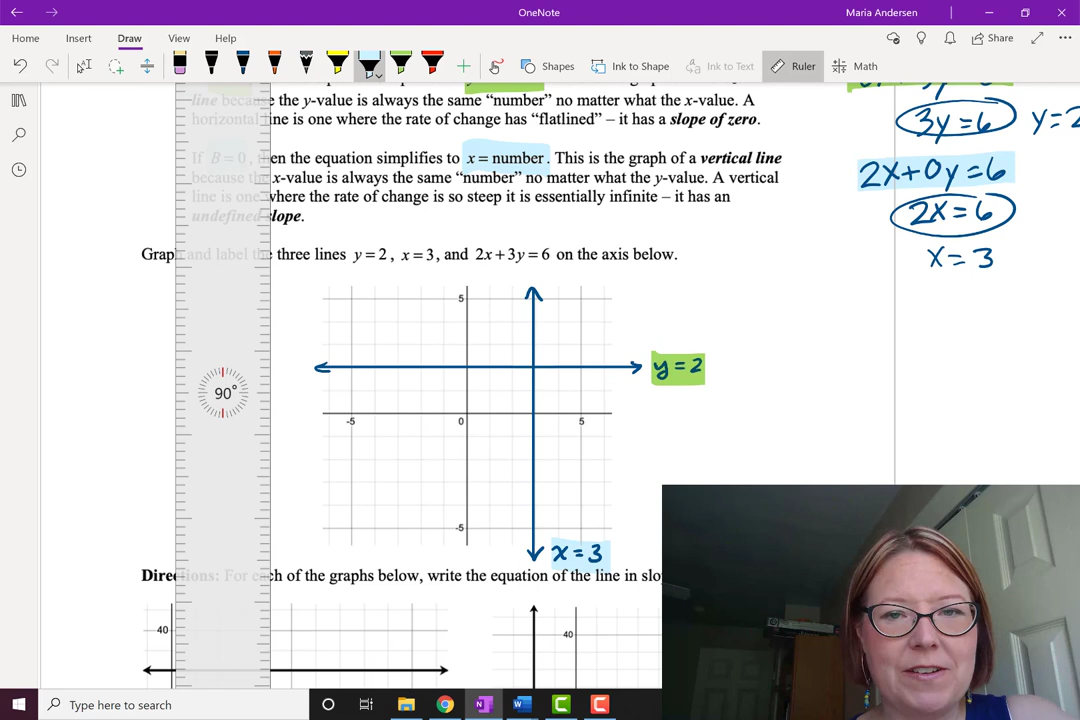 OneNote
Maria Andersen
Home Insert Draw View Help
Share
Shapes Ink to Shape Ink to Text Ruler Math
line because the y-value is always the same “number” no matter what the x-value. A
horizontal line is one where the rate of change has “flatlined” – it has a slope of zero.
3y=6 y=2
If B=0, then the equation simplifies to x = number. This is the graph of a vertical line
because the x-value is always the same “number” no matter what the y-value. A vertical
line is one where the rate of change is so steep it is essentially infinite – it has an
undefined slope.
2x+0y=6
2x=6
x=3
Graph and label the three lines y=2, x=3, and 2x+3y=6 on the axis below.
5
y=2
90°
-5 0 5
-5
x=3
Directions: For each of the graphs below, write the equation of the line in slo
40
40
Type here to search